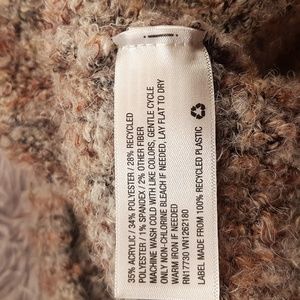 35% ACRYLIC / 34% POLYESTER / 28% RECYCLED
POLYESTER / 1% SPANDEX / 2% OTHER FIBER
MACHINE WASH COLD WITH LIKE COLORS, GENTLE CYCLE
ONLY NON-CHLORINE BLEACH IF NEEDED, LAY FLAT TO DRY
WARM IRON IF NEEDED
RN17730 VN1262180
LABEL MADE FROM 100% RECYCLED PLASTIC